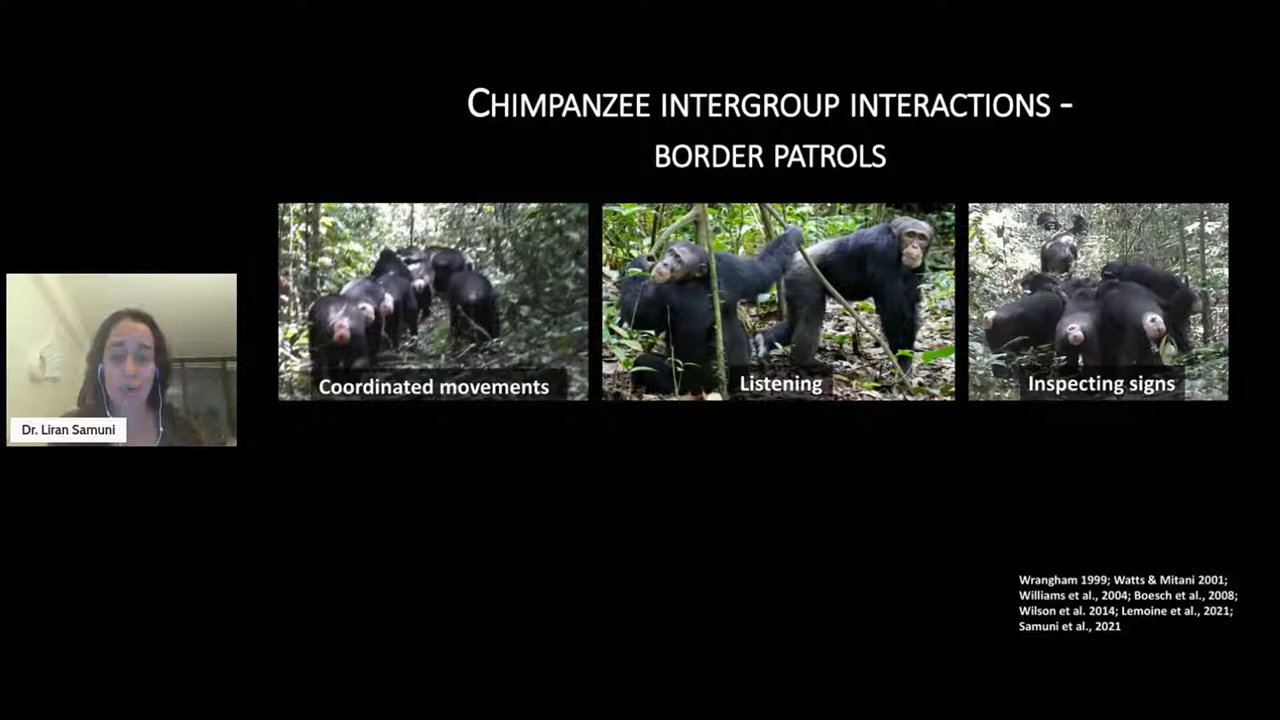 CHIMPANZEE INTERGROUP INTERACTIONS -
BORDER PATROLS
Coordinated movements
Listening
Inspecting signs
Dr. Liran Samuni
Wrangham 1999; Watts & Mitani 2001;
Williams et al., 2004; Boesch et al., 2008;
Wilson et al. 2014; Lemoine et al., 2021;
Samuni et al., 2021